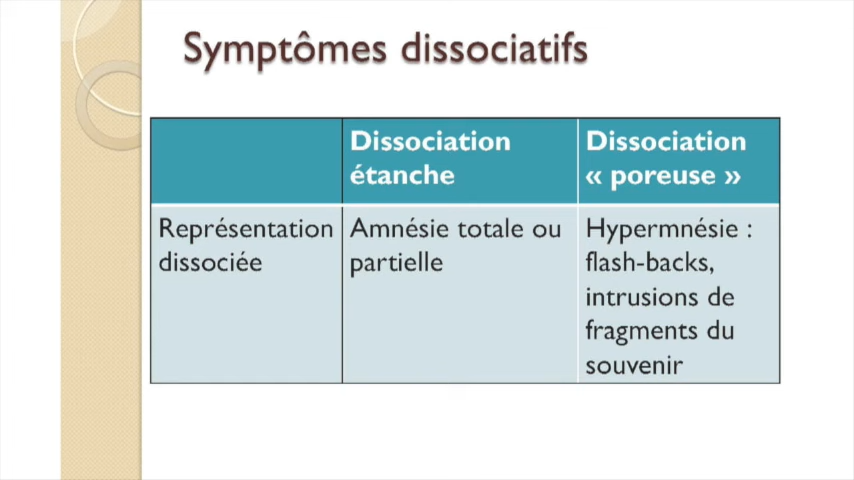 Symptômes dissociatifs
Dissociation
étanche
Dissociation
« poreuse »
Représentation
dissociée
Amnésie totale ou
partielle
Hypermnésie :
flash-backs,
intrusions de
fragments du
souvenir